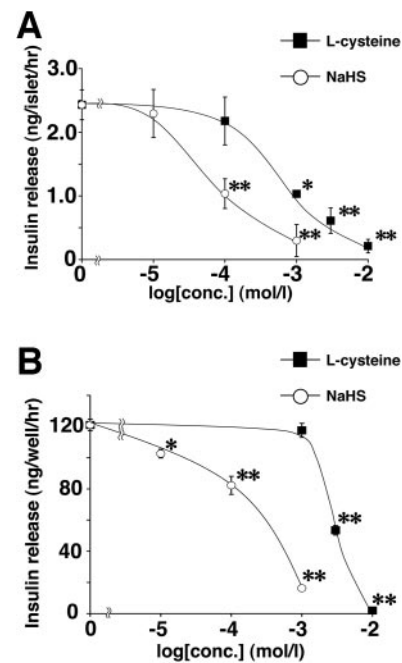 A
L-cysteine
NaHS
Insulin release (ng/islet/hr)
3.0
2.0
1.0
0
**
*
**
**
**
0 -5 -4 -3 -2
log[conc.] (mol/l)
B
L-cysteine
NaHS
Insulin release (ng/well/hr)
120
80
40
0
*
**
**
**
**
0 -5 -4 -3 -2
log[conc.] (mol/l)